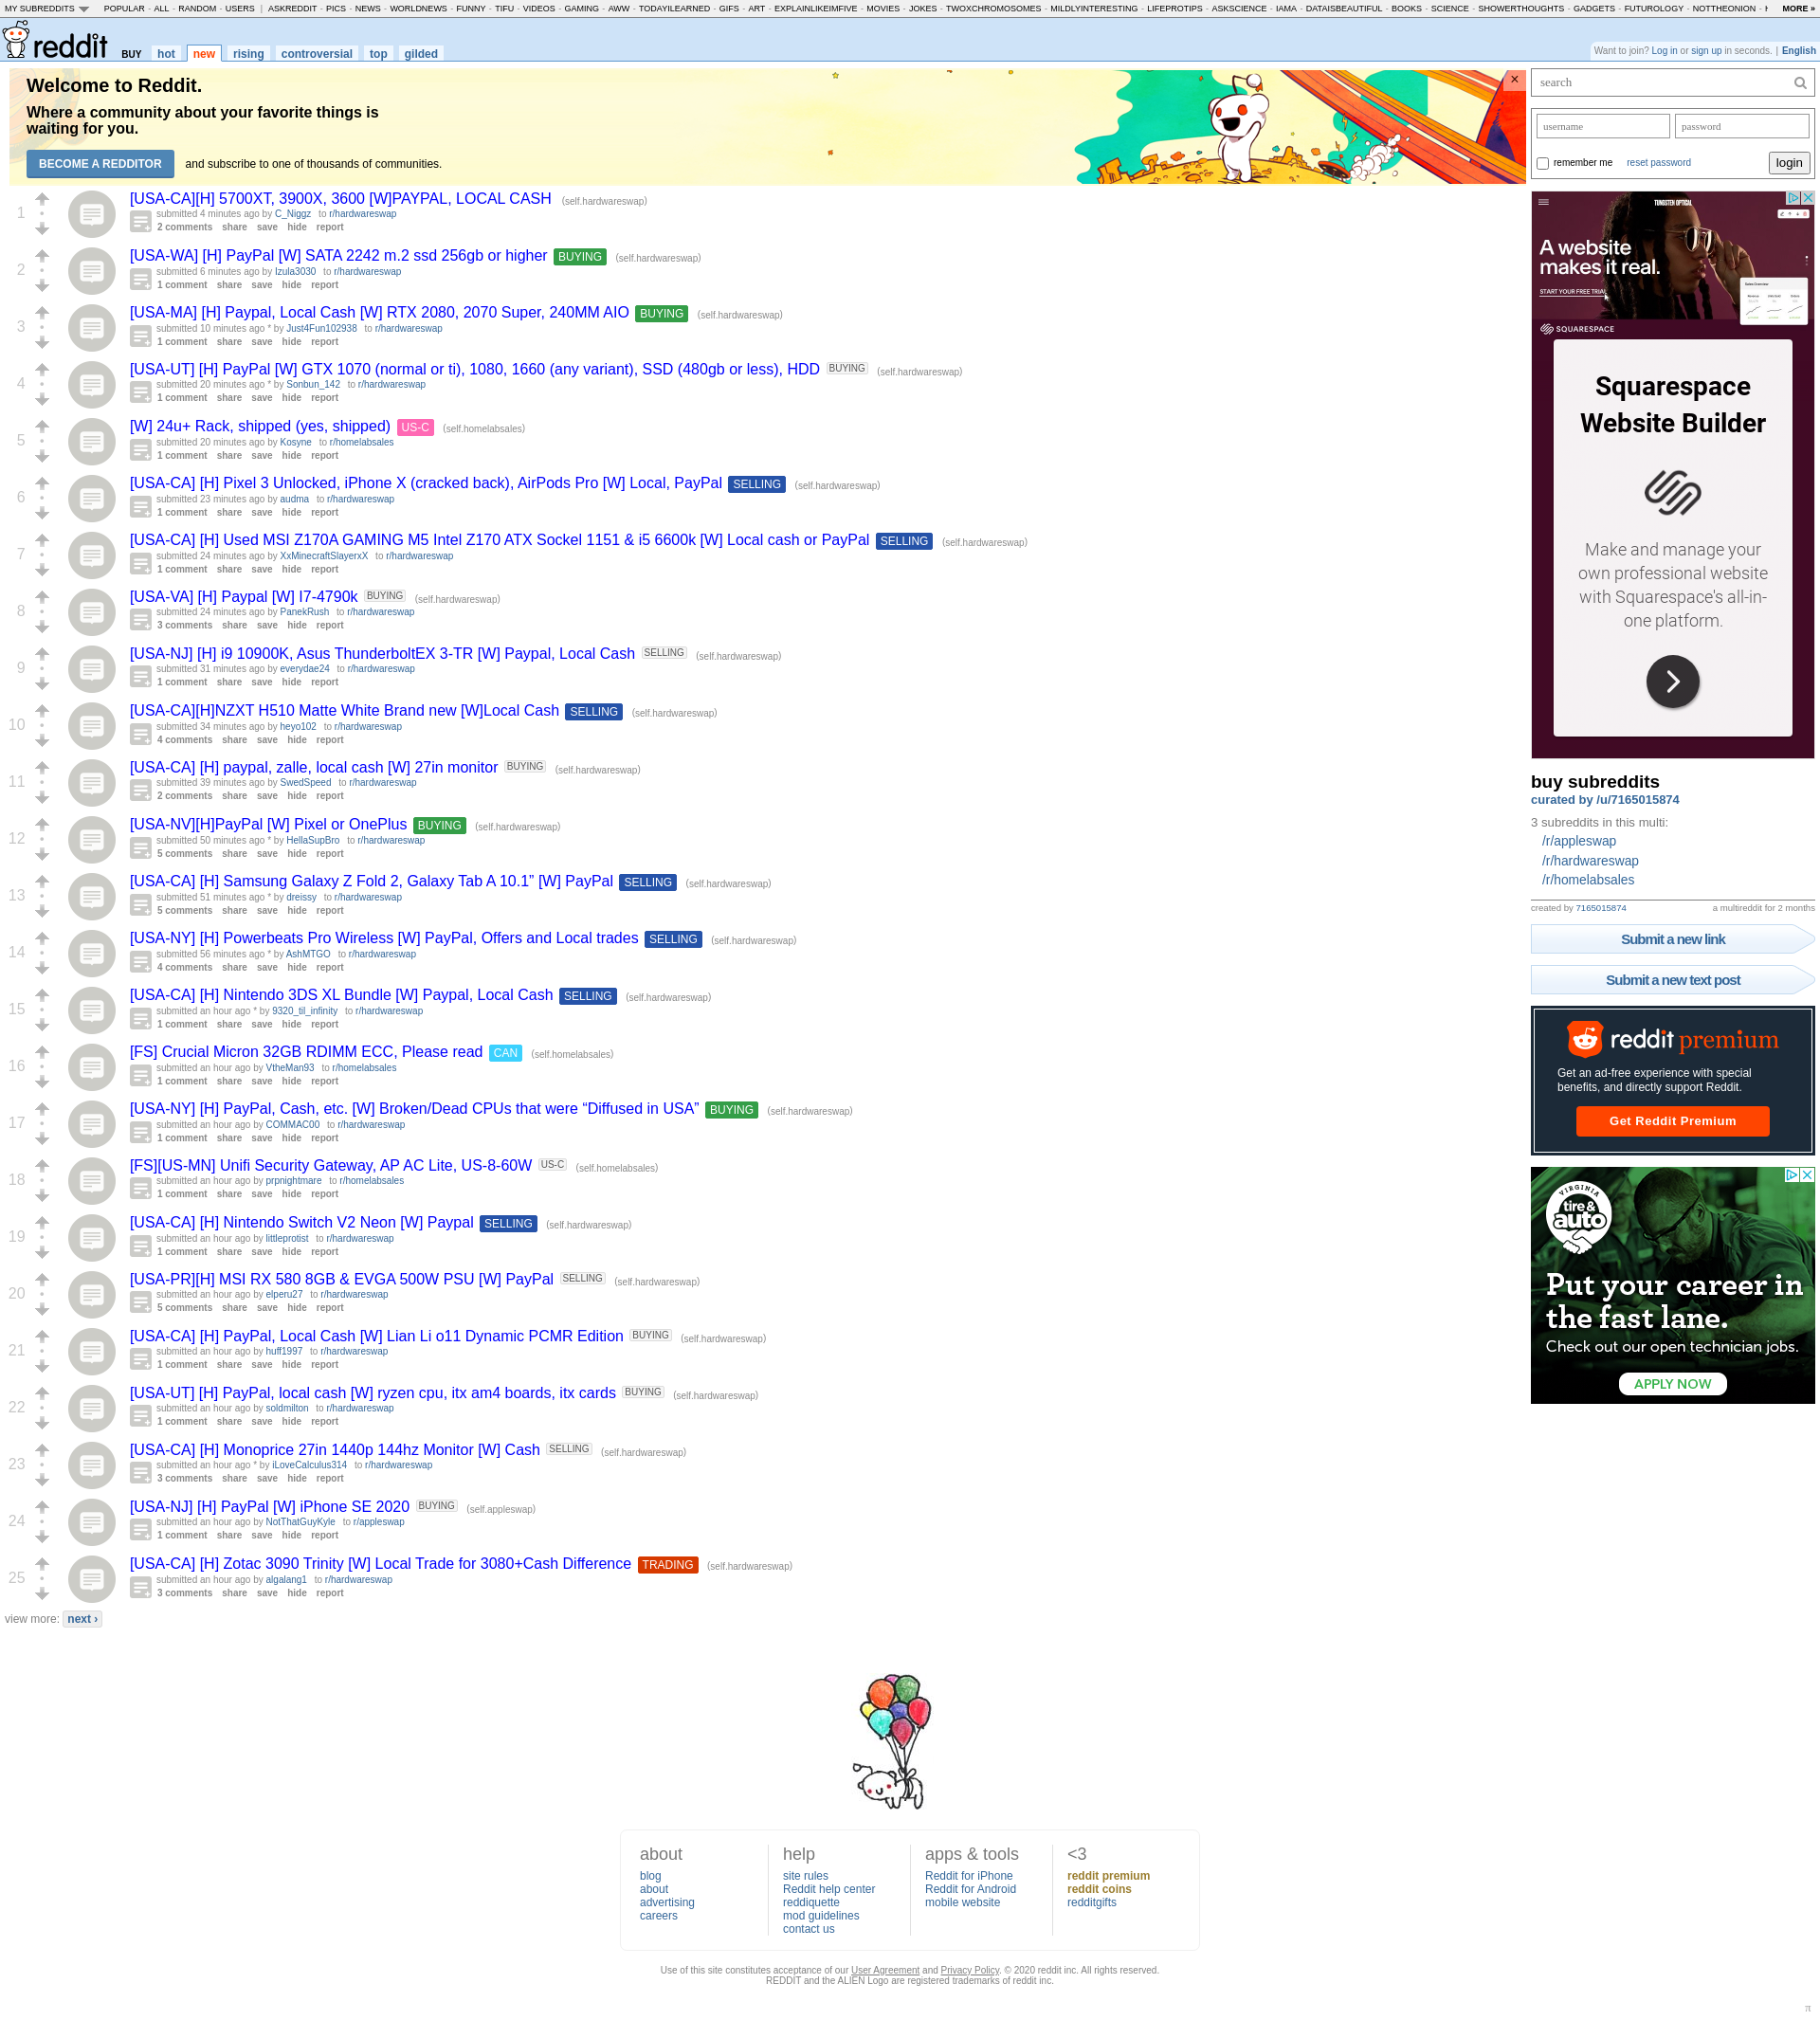 MY SUBREDDITS POPULAR - ALL - RANDOM - USERS | ASKREDDIT - PICS - NEWS - WORLDNEWS - FUNNY - TIFU - VIDEOS - GAMING - AWW - TODAYILEARNED - GIFS - ART - EXPLAINLIKEIMFIVE - MOVIES - JOKES - TWOXCHROMOSOMES - MILDLYINTERESTING - LIFEPROTIPS - ASKSCIENCE - IAMA - DATAISBEAUTIFUL - BOOKS - SCIENCE - SHOWERTHOUGHTS - GADGETS - FUTUROLOGY - NOTTHEONION - MORE »
reddit BUY hot new rising controversial top gilded
Want to join? Log in or sign up in seconds. | English
Welcome to Reddit.
Where a community about your favorite things is
waiting for you.
BECOME A REDDITOR and subscribe to one of thousands of communities.
1
[USA-CA][H] 5700XT, 3900X, 3600 [W]PAYPAL, LOCAL CASH (self.hardwareswap)
submitted 4 minutes ago by C_Niggz to r/hardwareswap
2 comments share save hide report
2
[USA-WA] [H] PayPal [W] SATA 2242 m.2 ssd 256gb or higher BUYING (self.hardwareswap)
submitted 6 minutes ago by Izula3030 to r/hardwareswap
1 comment share save hide report
3
[USA-MA] [H] Paypal, Local Cash [W] RTX 2080, 2070 Super, 240MM AIO BUYING (self.hardwareswap)
submitted 10 minutes ago * by Just4Fun102938 to r/hardwareswap
1 comment share save hide report
4
[USA-UT] [H] PayPal [W] GTX 1070 (normal or ti), 1080, 1660 (any variant), SSD (480gb or less), HDD BUYING (self.hardwareswap)
submitted 20 minutes ago * by Sonbun_142 to r/hardwareswap
1 comment share save hide report
5
[W] 24u+ Rack, shipped (yes, shipped) US-C (self.homelabsales)
submitted 20 minutes ago by Kosyne to r/homelabsales
1 comment share save hide report
6
[USA-CA] [H] Pixel 3 Unlocked, iPhone X (cracked back), AirPods Pro [W] Local, PayPal SELLING (self.hardwareswap)
submitted 23 minutes ago by audma to r/hardwareswap
1 comment share save hide report
7
[USA-CA] [H] Used MSI Z170A GAMING M5 Intel Z170 ATX Sockel 1151 & i5 6600k [W] Local cash or PayPal SELLING (self.hardwareswap)
submitted 24 minutes ago by XxMinecraftSlayerxX to r/hardwareswap
1 comment share save hide report
8
[USA-VA] [H] Paypal [W] I7-4790k BUYING (self.hardwareswap)
submitted 24 minutes ago by PanekRush to r/hardwareswap
3 comments share save hide report
9
[USA-NJ] [H] i9 10900K, Asus ThunderboltEX 3-TR [W] Paypal, Local Cash SELLING (self.hardwareswap)
submitted 31 minutes ago by everydae24 to r/hardwareswap
1 comment share save hide report
10
[USA-CA][H]NZXT H510 Matte White Brand new [W]Local Cash SELLING (self.hardwareswap)
submitted 34 minutes ago by heyo102 to r/hardwareswap
4 comments share save hide report
11
[USA-CA] [H] paypal, zalle, local cash [W] 27in monitor BUYING (self.hardwareswap)
submitted 39 minutes ago by SwedSpeed to r/hardwareswap
2 comments share save hide report
12
[USA-NV][H]PayPal [W] Pixel or OnePlus BUYING (self.hardwareswap)
submitted 50 minutes ago * by HellaSupBro to r/hardwareswap
5 comments share save hide report
13
[USA-CA] [H] Samsung Galaxy Z Fold 2, Galaxy Tab A 10.1” [W] PayPal SELLING (self.hardwareswap)
submitted 51 minutes ago * by dreissy to r/hardwareswap
5 comments share save hide report
14
[USA-NY] [H] Powerbeats Pro Wireless [W] PayPal, Offers and Local trades SELLING (self.hardwareswap)
submitted 56 minutes ago * by AshMTGO to r/hardwareswap
4 comments share save hide report
15
[USA-CA] [H] Nintendo 3DS XL Bundle [W] Paypal, Local Cash SELLING (self.hardwareswap)
submitted an hour ago * by 9320_til_infinity to r/hardwareswap
1 comment share save hide report
16
[FS] Crucial Micron 32GB RDIMM ECC, Please read CAN (self.homelabsales)
submitted an hour ago by VtheMan93 to r/homelabsales
1 comment share save hide report
17
[USA-NY] [H] PayPal, Cash, etc. [W] Broken/Dead CPUs that were “Diffused in USA” BUYING (self.hardwareswap)
submitted an hour ago by COMMAC00 to r/hardwareswap
1 comment share save hide report
18
[FS][US-MN] Unifi Security Gateway, AP AC Lite, US-8-60W US-C (self.homelabsales)
submitted an hour ago by prpnightmare to r/homelabsales
1 comment share save hide report
19
[USA-CA] [H] Nintendo Switch V2 Neon [W] Paypal SELLING (self.hardwareswap)
submitted an hour ago by littleprotist to r/hardwareswap
1 comment share save hide report
20
[USA-PR][H] MSI RX 580 8GB & EVGA 500W PSU [W] PayPal SELLING (self.hardwareswap)
submitted an hour ago by elperu27 to r/hardwareswap
5 comments share save hide report
21
[USA-CA] [H] PayPal, Local Cash [W] Lian Li o11 Dynamic PCMR Edition BUYING (self.hardwareswap)
submitted an hour ago by huff1997 to r/hardwareswap
1 comment share save hide report
22
[USA-UT] [H] PayPal, local cash [W] ryzen cpu, itx am4 boards, itx cards BUYING (self.hardwareswap)
submitted an hour ago by soldmilton to r/hardwareswap
1 comment share save hide report
23
[USA-CA] [H] Monoprice 27in 1440p 144hz Monitor [W] Cash SELLING (self.hardwareswap)
submitted an hour ago * by iLoveCalculus314 to r/hardwareswap
3 comments share save hide report
24
[USA-NJ] [H] PayPal [W] iPhone SE 2020 BUYING (self.appleswap)
submitted an hour ago by NotThatGuyKyle to r/appleswap
1 comment share save hide report
25
[USA-CA] [H] Zotac 3090 Trinity [W] Local Trade for 3080+Cash Difference TRADING (self.hardwareswap)
submitted an hour ago by algalang1 to r/hardwareswap
3 comments share save hide report
view more: next ›
search
username password
remember me reset password login
TUNGSTEN OPTICAL
A website
makes it real.
START YOUR FREE TRIAL
SQUARESPACE
Squarespace
Website Builder
Make and manage your
own professional website
with Squarespace's all-in-
one platform.
buy subreddits
curated by /u/7165015874
3 subreddits in this multi:
/r/appleswap
/r/hardwareswap
/r/homelabsales
created by 7165015874 a multireddit for 2 months
Submit a new link
Submit a new text post
reddit premium
Get an ad-free experience with special
benefits, and directly support Reddit.
Get Reddit Premium
VIRGINIA
tire &
auto
Put your career in
the fast lane.
Check out our open technician jobs.
APPLY NOW
about
blog
about
advertising
careers
help
site rules
Reddit help center
reddiquette
mod guidelines
contact us
apps & tools
Reddit for iPhone
Reddit for Android
mobile website
<3
reddit premium
reddit coins
redditgifts
Use of this site constitutes acceptance of our User Agreement and Privacy Policy. © 2020 reddit inc. All rights reserved.
REDDIT and the ALIEN Logo are registered trademarks of reddit inc.
π